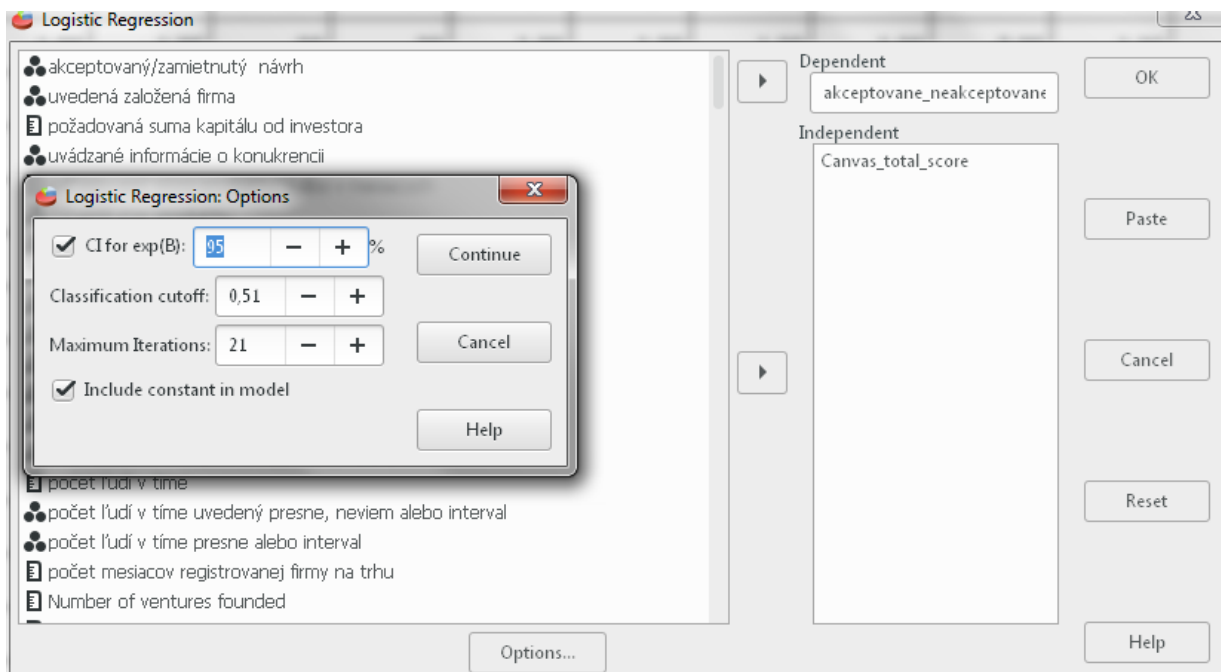 Logistic Regression
akceptovaný/zamietnutý návrh
uvedená založená firma
požadovaná suma kapitálu od investora
uvádzané informácie o konukrencii
Logistic Regression: Options
CI for exp(B): 95 %
Classification cutoff: 0,51
Maximum Iterations: 21
Include constant in model
Continue
Cancel
Help
počet ľudí v tíme
počet ľudí v tíme uvedený presne, neviem alebo interval
počet ľudí v tíme presne alebo interval
počet mesiacov registrovanej firmy na trhu
Number of ventures founded
Options...
Dependent
akceptovane_neakceptovane
Independent
Canvas_total_score
OK
Paste
Cancel
Reset
Help